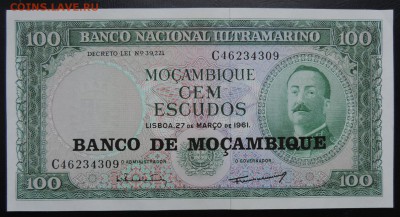 COINS.LAVE.RU
100 BANCO NACIONAL ULTRAMARINO 100
DECRETO LEI Nº 39,221
C46234309
MOÇAMBIQUE
CEM
ESCUDOS
LISBOA, 27 DE MARÇO DE 1961.
BANCO DE MOÇAMBIQUE
C46234309
O ADMINISTRADOR
O GOVERNADOR
100
100